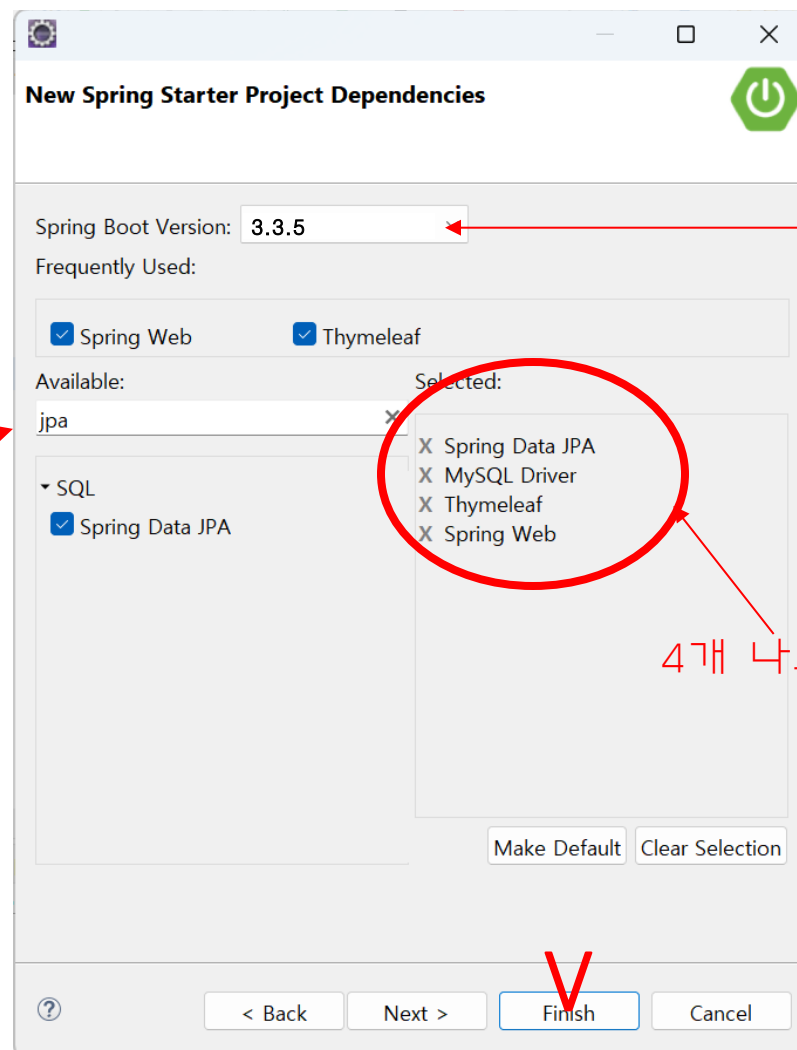 New Spring Starter Project Dependencies
Spring Boot Version: 3.3.5
Frequently Used:
Spring Web Thymeleaf
Available: Selected:
jpa
X Spring Data JPA
X MySQL Driver
X Thymeleaf
X Spring Web
SQL
Spring Data JPA
4개
Make Default Clear Selection
V
< Back Next > Finish Cancel